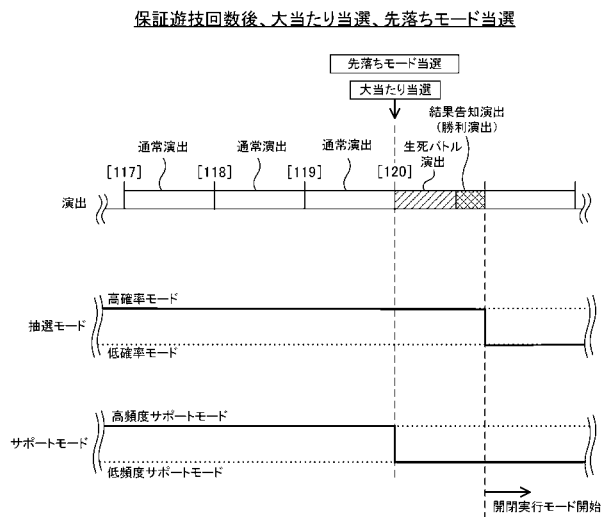 保証遊技回数後、大当たり当選、先落ちモード当選
先落ちモード当選
大当たり当選
結果告知演出
(勝利演出)
通常演出
通常演出
通常演出
生死バトル
演出
[117]
[118]
[119]
[120]
演出
高確率モード
抽選モード
低確率モード
高頻度サポートモード
サポートモード
低頻度サポートモード
開閉実行モード開始